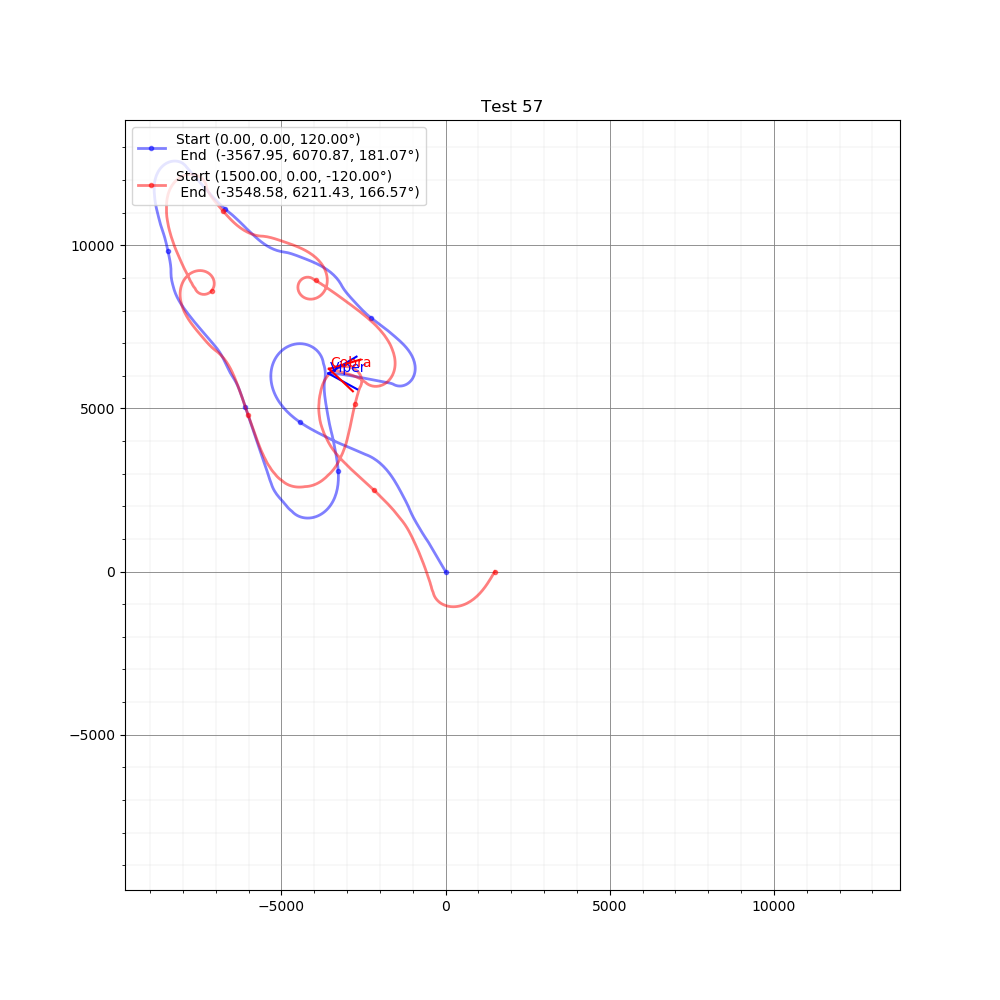 Test 57
Start (0.00, 0.00, 120.00°)
End (-3567.95, 6070.87, 181.07°)
Start (1500.00, 0.00, -120.00°)
End (-3548.58, 6211.43, 166.57°)
10000
5000
0
−5000
Cobra
Viper
−5000 0 5000 10000